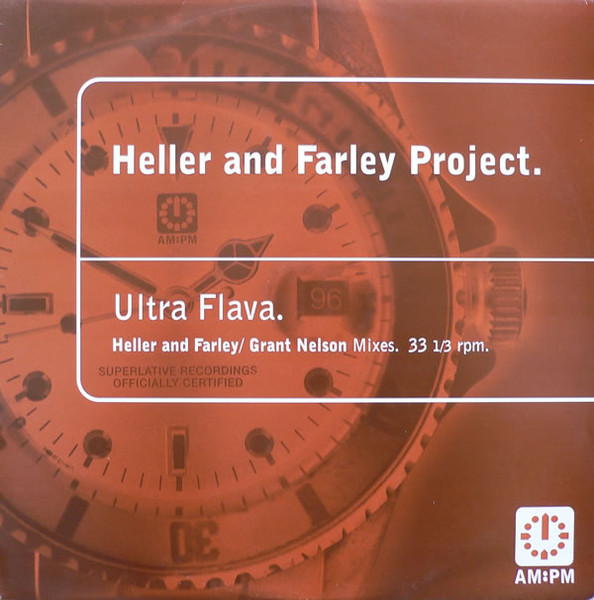 Heller and Farley Project.
AM:PM
Ultra Flava.
96
Heller and Farley/ Grant Nelson Mixes. 33 1/3 rpm.
SUPERLATIVE RECORDINGS
OFFICIALLY CERTIFIED
30
AM:PM